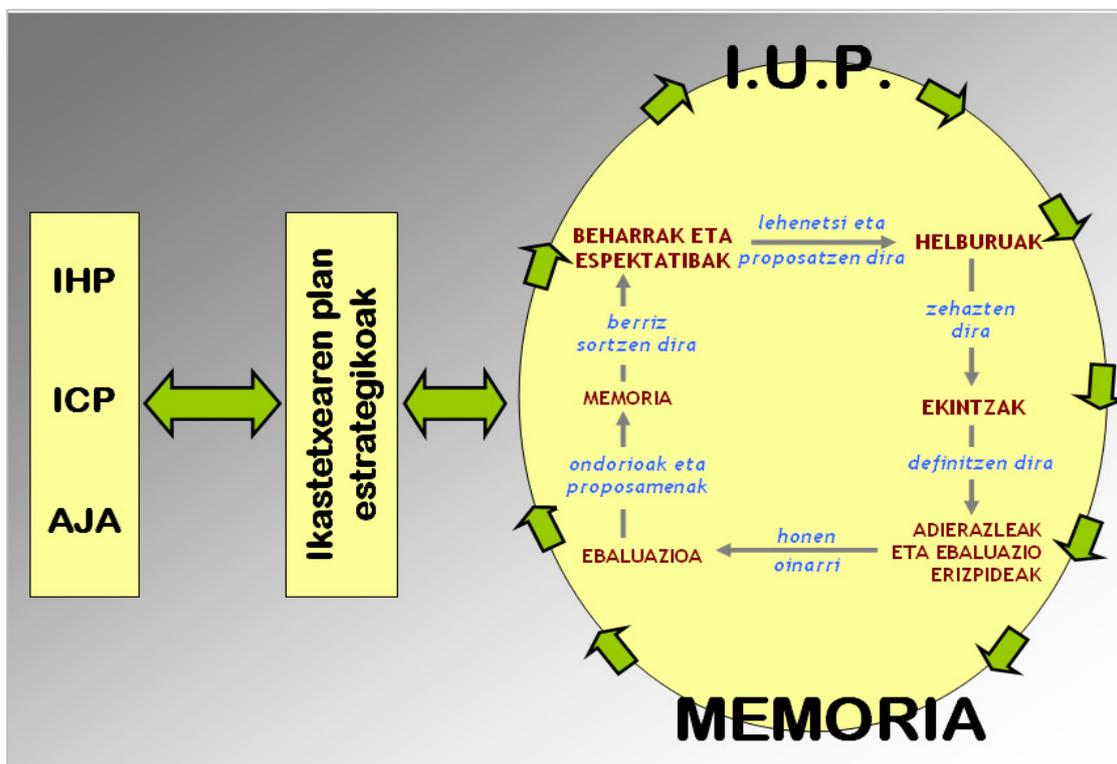 I.U.P.
IHP
ICP
AJA
Ikastetxearen plan
estrategikoak
BEHARRAK ETA
ESPEKTATIBAK
lehenetsi eta
proposatzen dira
HELBURUAK
zehazten
dira
EKINTZAK
definitzen dira
ADIERAZLEAK
ETA EBALUAZIO
ERIZPIDEAK
honen
oinarri
EBALUAZIOA
ondorioak eta
proposamenak
MEMORIA
berriz
sortzen dira
MEMORIA